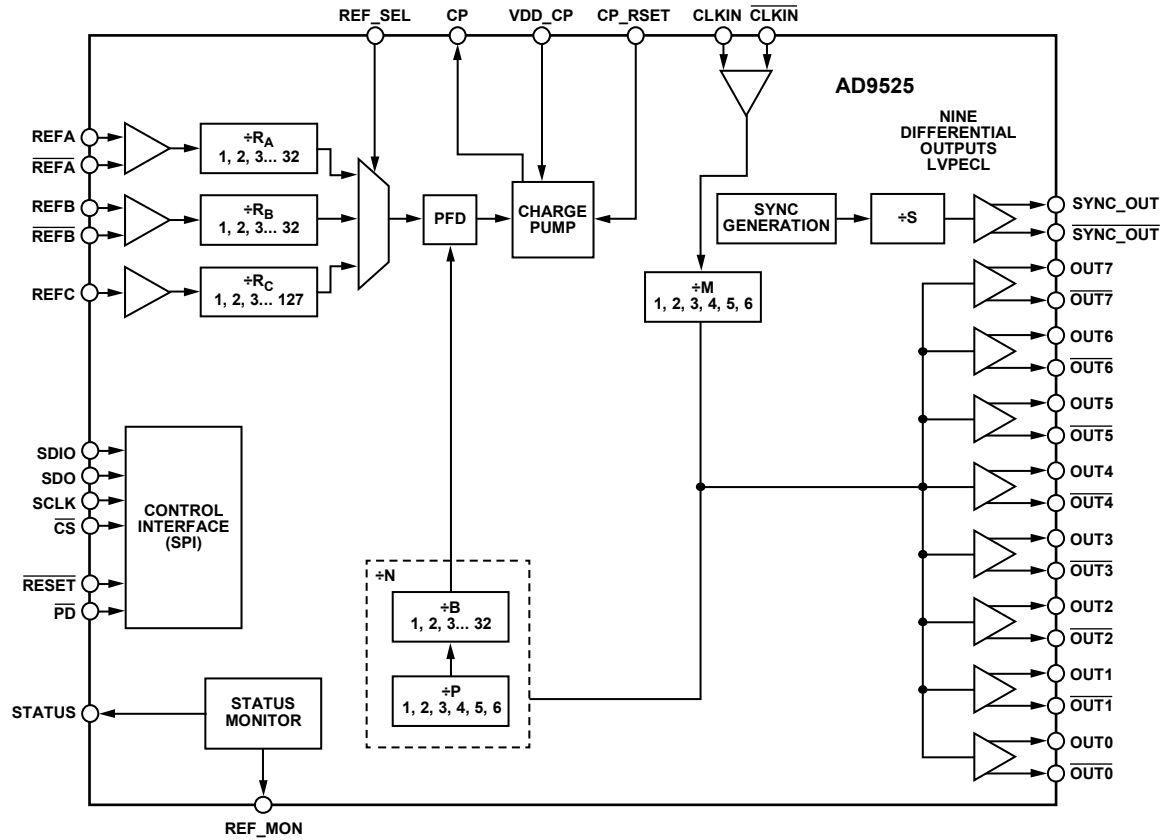 REF_SEL
CP
VDD_CP
CP_RSET
CLKIN
CLKIN
AD9525
NINE
DIFFERENTIAL
OUTPUTS
LVPECL
REFA
REFA
÷RA
1, 2, 3... 32
REFB
REFB
÷RB
1, 2, 3... 32
REFC
÷RC
1, 2, 3... 127
PFD
CHARGE
PUMP
SYNC
GENERATION
÷S
÷M
1, 2, 3, 4, 5, 6
SYNC_OUT
SYNC_OUT
OUT7
OUT7
OUT6
OUT6
OUT5
OUT5
OUT4
OUT4
OUT3
OUT3
OUT2
OUT2
OUT1
OUT1
OUT0
OUT0
SDIO
SDO
SCLK
CS
RESET
PD
CONTROL
INTERFACE
(SPI)
÷N
÷B
1, 2, 3... 32
÷P
1, 2, 3, 4, 5, 6
STATUS
STATUS
MONITOR
REF_MON